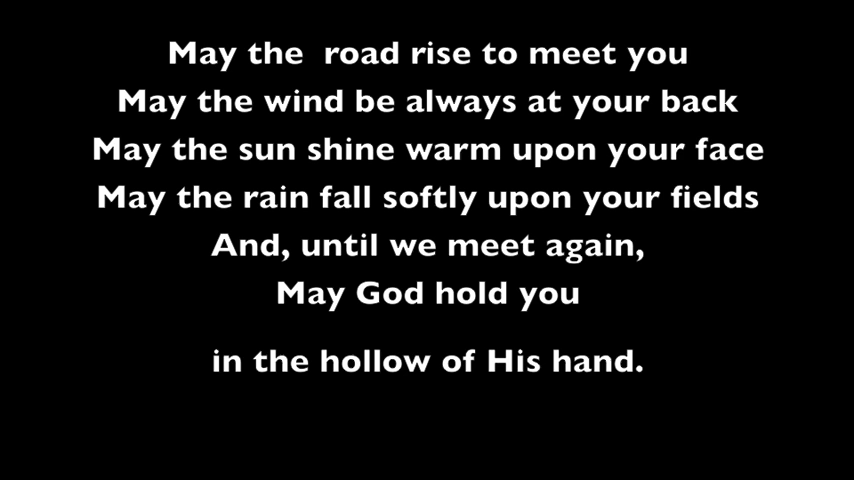 May the  road rise to meet you
May the wind be always at your back
May the sun shine warm upon your face
May the rain fall softly upon your fields
And, until we meet again,
May God hold you
in the hollow of His hand.